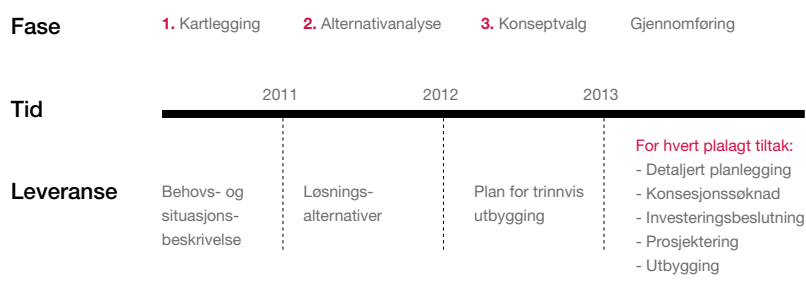 Fase 1. Kartlegging 2. Alternativanalyse 3. Konseptvalg Gjennomføring
Tid 2011 2012 2013
Leveranse
Behovs- og
situasjons-
beskrivelse
Løsnings-
alternativer
Plan for trinnvis
utbygging
For hvert plalagt tiltak:
- Detaljert planlegging
- Konsesjonssøknad
- Investeringsbeslutning
- Prosjektering
- Utbygging